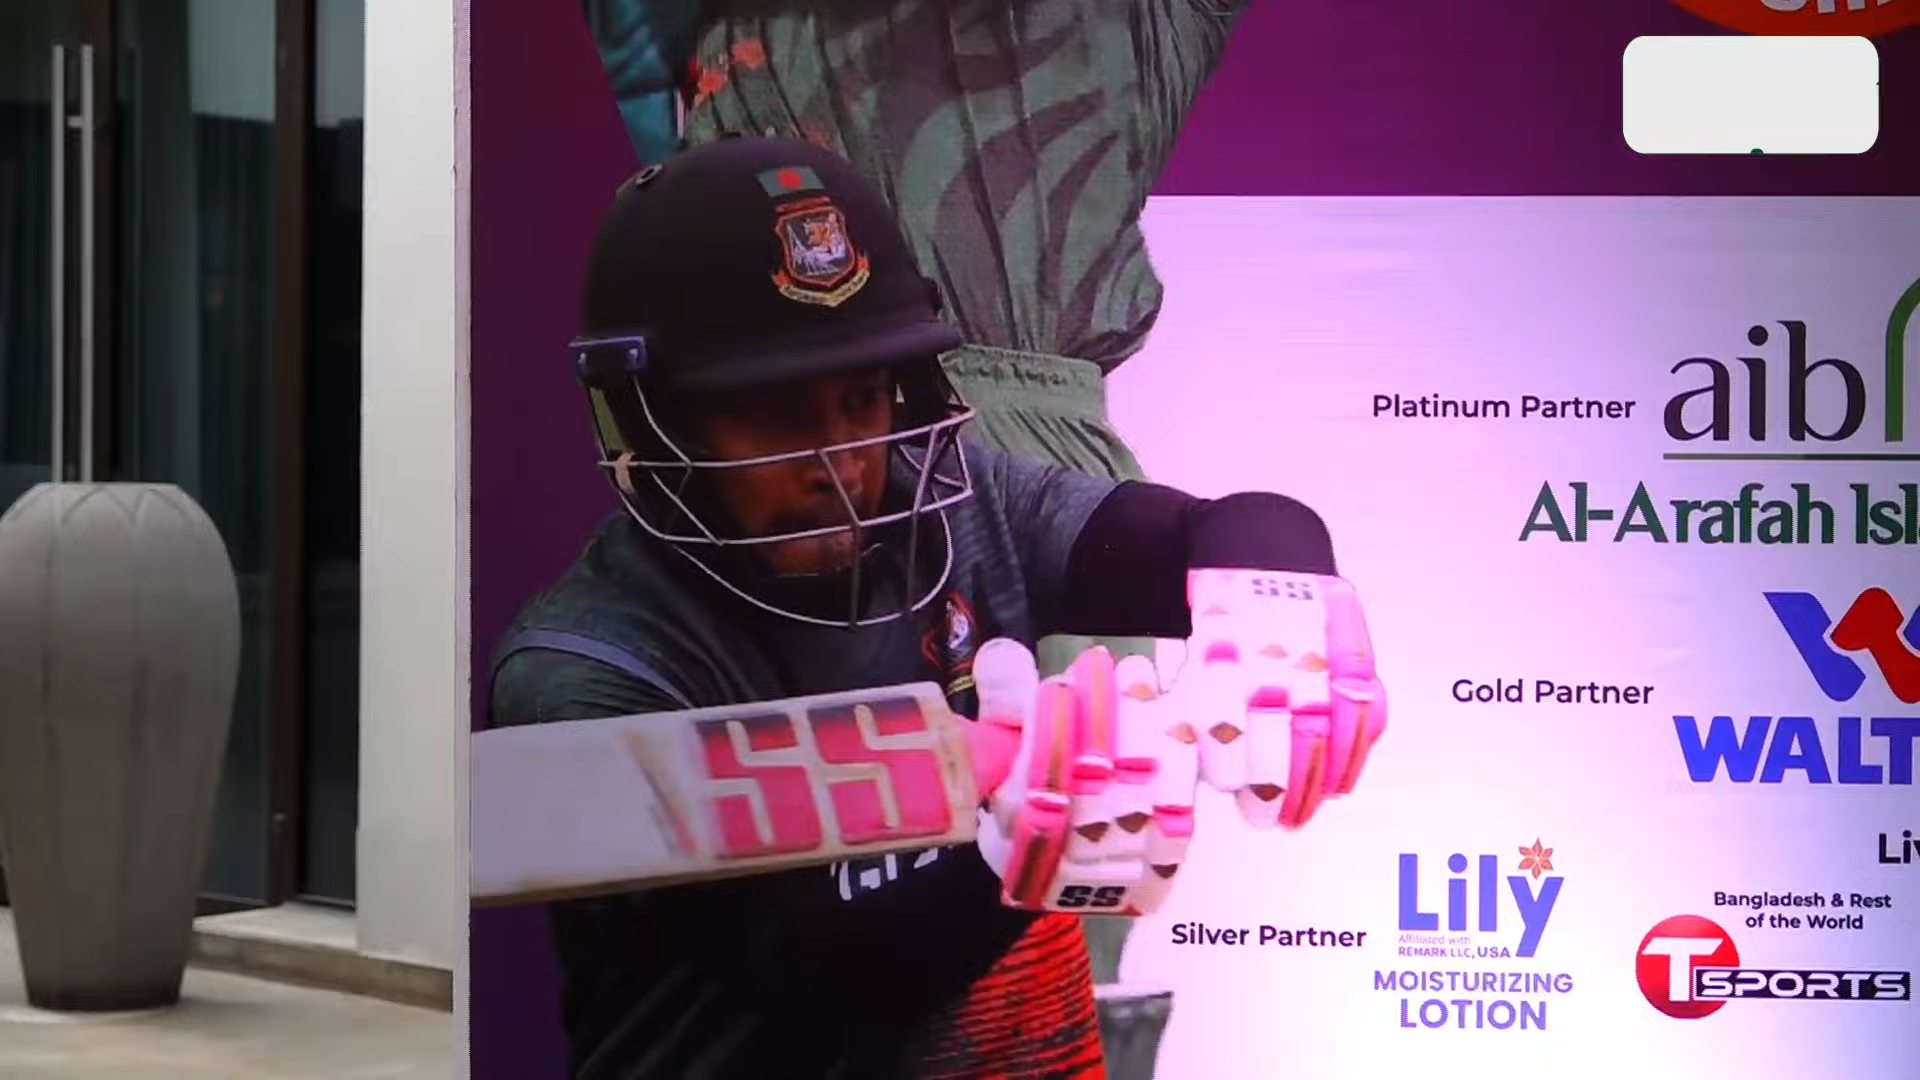 Platinum Partner
aib
Al-Arafah Isl
Gold Partner
WALT
SS
SS
SS
Silver Partner
Lily
Affiliated with
REMARK LLC, USA
MOISTURIZING
LOTION
Liv
Bangladesh & Rest
of the World
T SPORTS